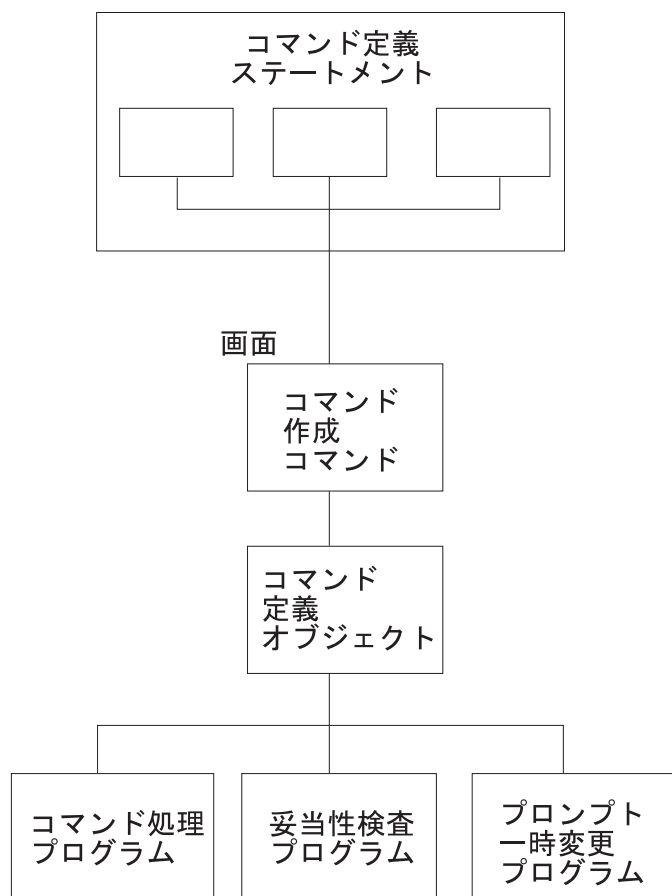 コマンド定義
ステートメント
画面
コマンド
作成
コマンド
コマンド
定義
オブジェクト
コマンド処理
プログラム
妥当性検査
プログラム
プロンプト
一時変更
プログラム